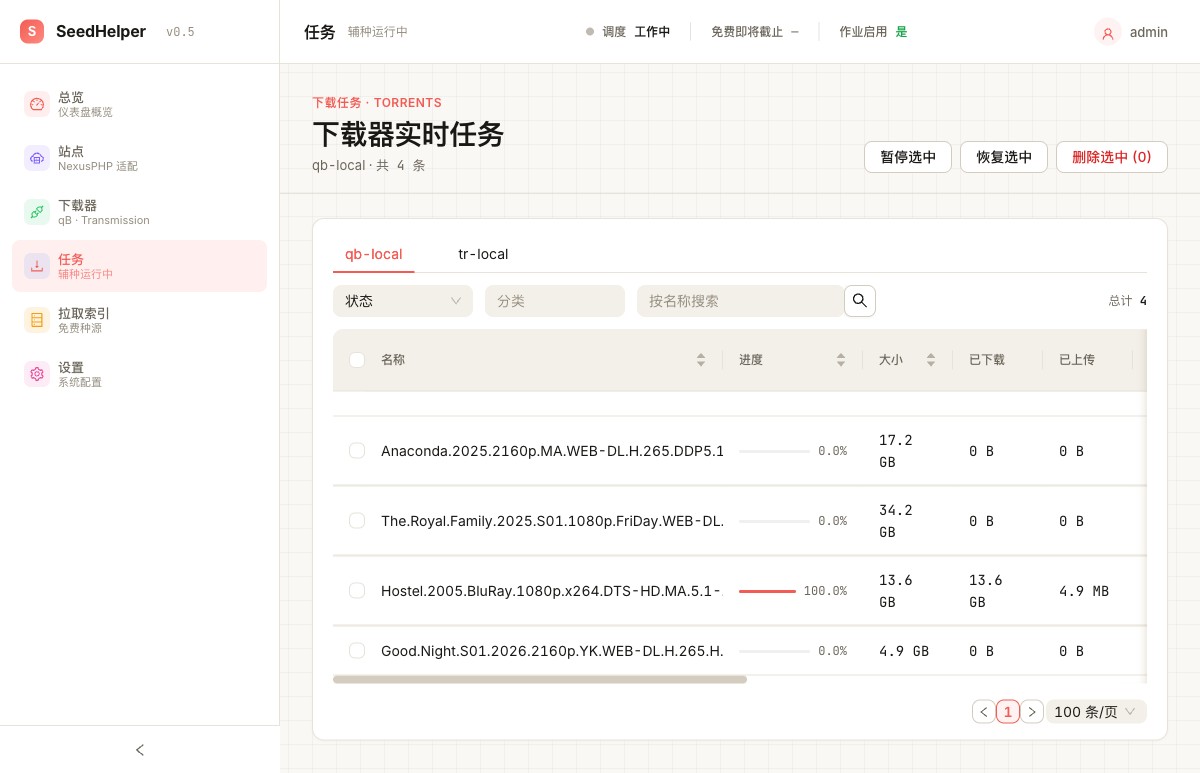 S SeedHelper v0.5
任务 辅种运行中
调度 工作中
免费即将截止 —
作业启用 是
admin
总览
仪表盘概览
站点
NexusPHP 适配
下载器
qB · Transmission
任务
辅种运行中
拉取索引
免费种源
设置
系统配置
下载任务 · TORRENTS
下载器实时任务
qb-local · 共 4 条
暂停选中 恢复选中 删除选中 (0)
qb-local tr-local
状态 分类 按名称搜索 总计 4
名称 进度 大小 已下载 已上传
Anaconda.2025.2160p.MA.WEB-DL.H.265.DDP5.1 0.0% 17.2 GB 0 B 0 B
The.Royal.Family.2025.S01.1080p.FriDay.WEB-DL. 0.0% 34.2 GB 0 B 0 B
Hostel.2005.BluRay.1080p.x264.DTS-HD.MA.5.1- 100.0% 13.6 GB 13.6 GB 4.9 MB
Good.Night.S01.2026.2160p.YK.WEB-DL.H.265.H. 0.0% 4.9 GB 0 B 0 B
1 100 条/页